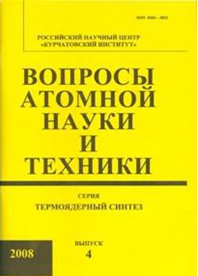 РОССИЙСКИЙ НАУЧНЫЙ ЦЕНТР
«КУРЧАТОВСКИЙ ИНСТИТУТ»
ВОПРОСЫ
АТОМНОЙ
НАУКИ
И
ТЕХНИКИ
СЕРИЯ
ТЕРМОЯДЕРНЫЙ СИНТЕЗ
2008
ВЫПУСК
4